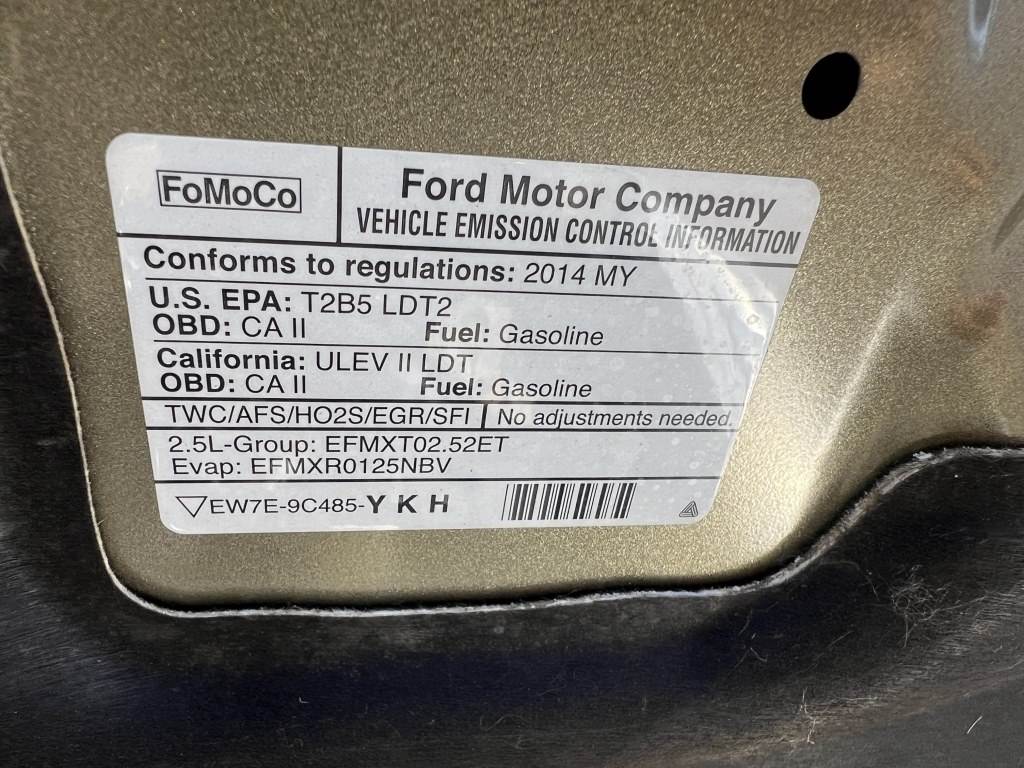 FoMoCo
Ford Motor Company
VEHICLE EMISSION CONTROL INFORMATION
Conforms to regulations: 2014 MY
U.S. EPA: T2B5 LDT2
OBD: CA II Fuel: Gasoline
California: ULEV II LDT
OBD: CA II Fuel: Gasoline
TWC/AFS/HO2S/EGR/SFI No adjustments needed.
2.5L-Group: EFMXT02.52ET
Evap: EFMXR0125NBV
▽EW7E-9C485-Y K H